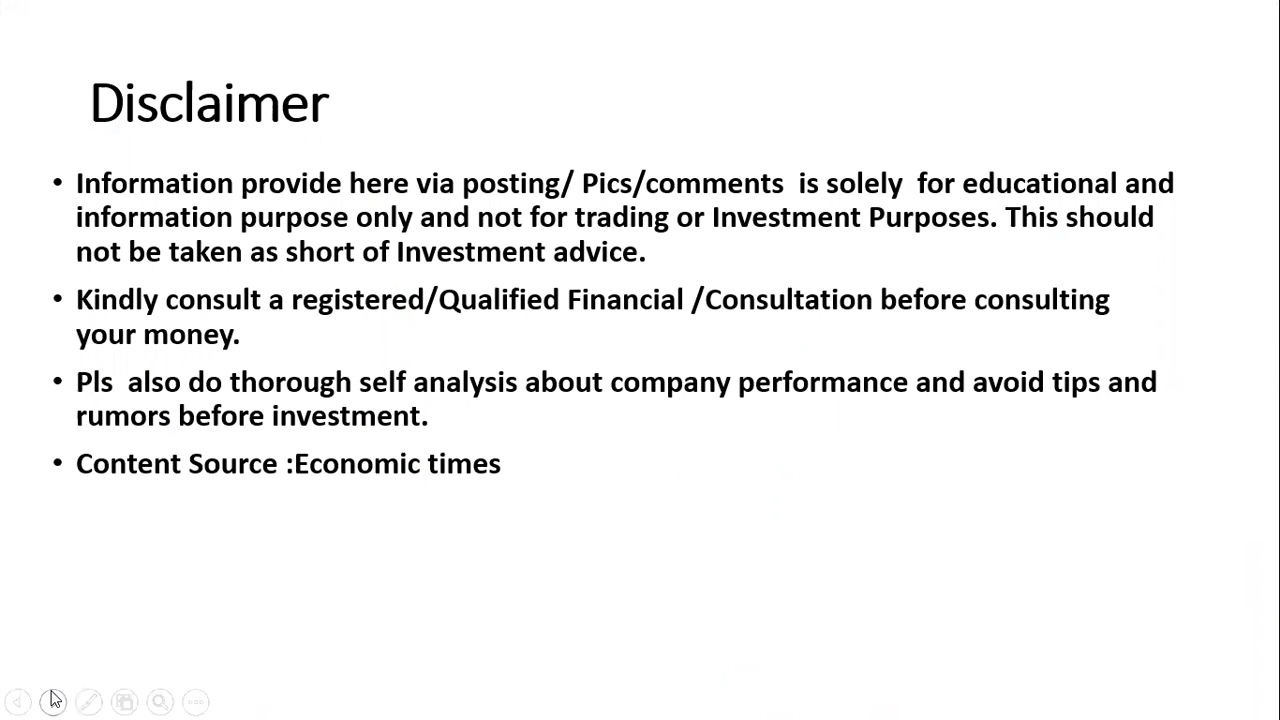 Disclaimer
• Information provide here via posting/ Pics/comments  is solely  for educational and
information purpose only and not for trading or Investment Purposes. This should
not be taken as short of Investment advice.
• Kindly consult a registered/Qualified Financial /Consultation before consulting
your money.
• Pls  also do thorough self analysis about company performance and avoid tips and
rumors before investment.
• Content Source :Economic times